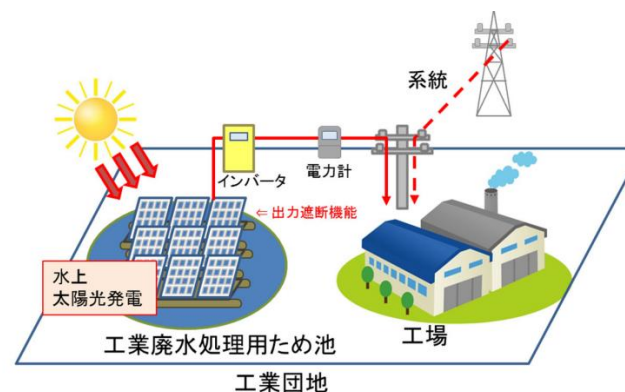 系統
インバータ
電力計
⇐ 出力遮断機能
水上
太陽光発電
工業廃水処理用ため池
工場
工業団地